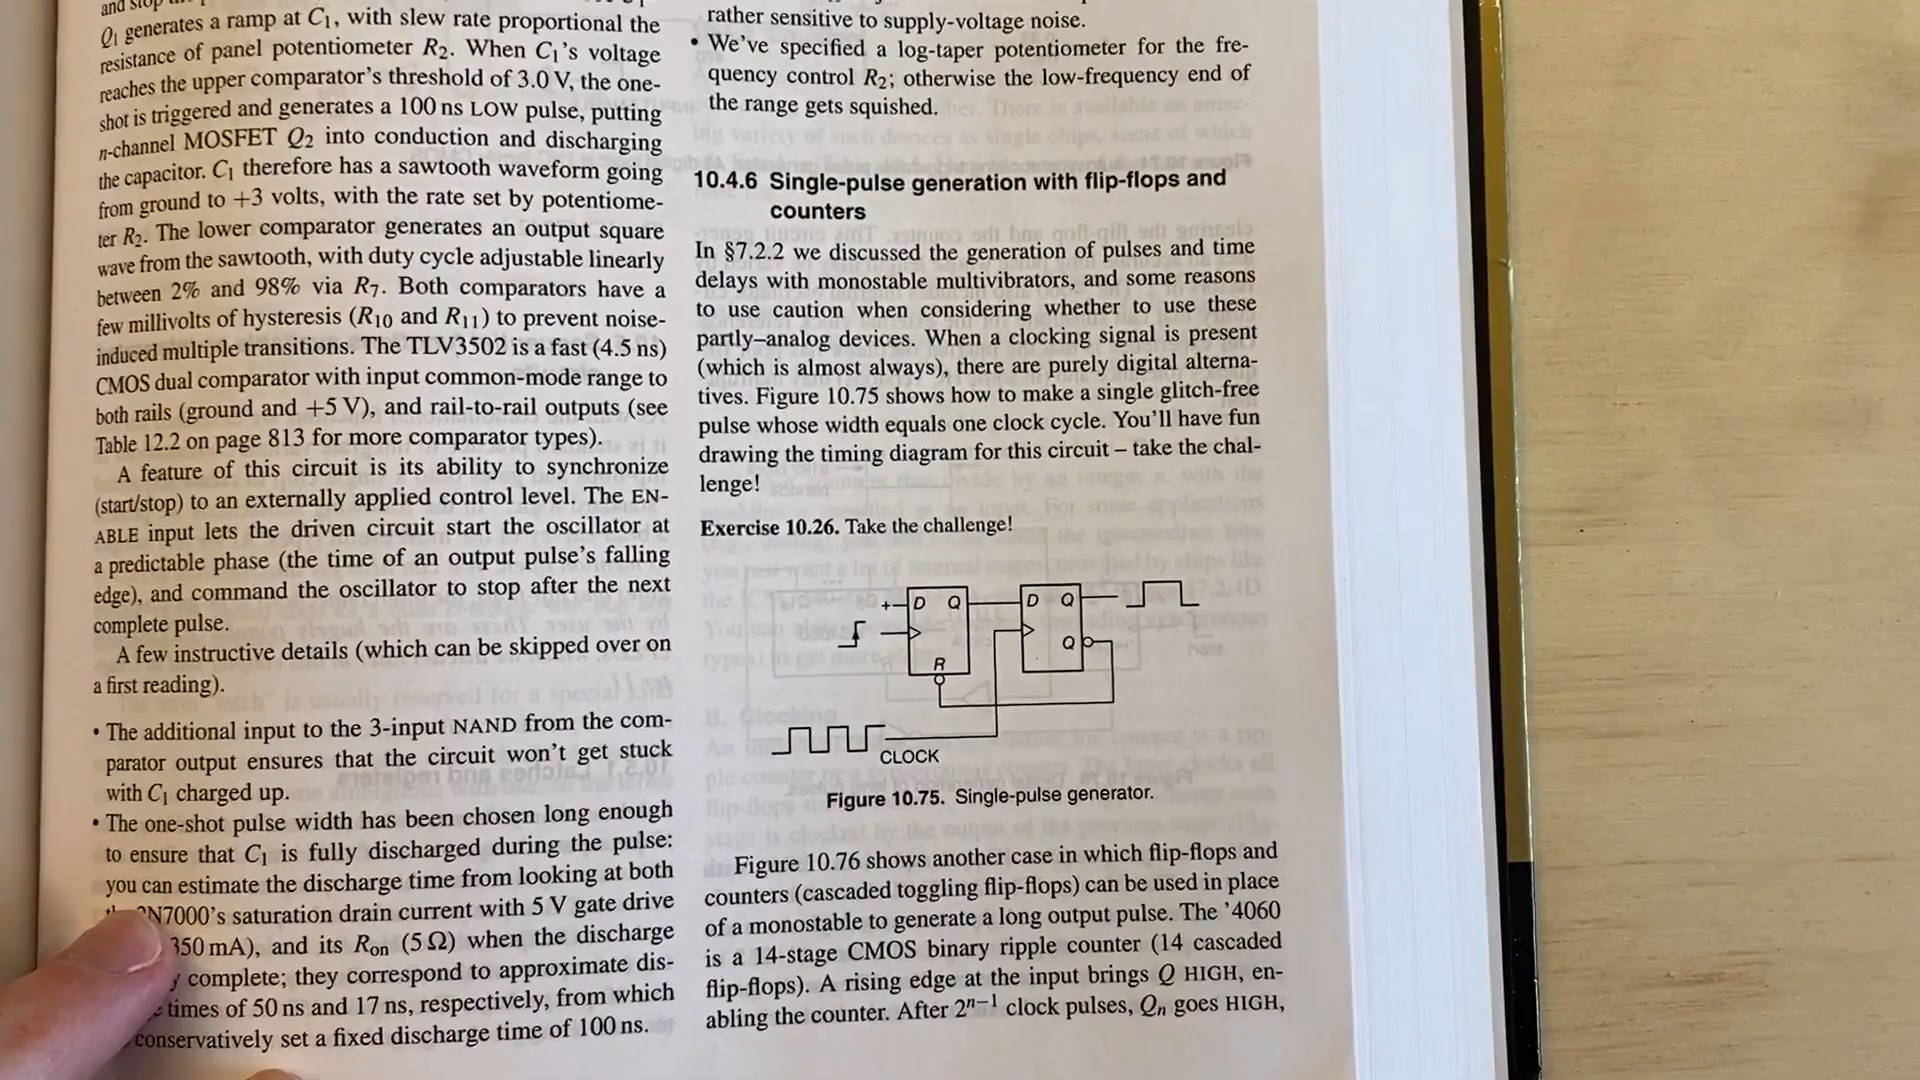 and stop
Q1 generates a ramp at C1, with slew rate proportional the
resistance of panel potentiometer R2. When C1's voltage
reaches the upper comparator's threshold of 3.0 V, the one-
shot is triggered and generates a 100 ns LOW pulse, putting
n-channel MOSFET Q2 into conduction and discharging
the capacitor. C1 therefore has a sawtooth waveform going
from ground to +3 volts, with the rate set by potentiome-
ter R2. The lower comparator generates an output square
wave from the sawtooth, with duty cycle adjustable linearly
between 2% and 98% via R7. Both comparators have a
few millivolts of hysteresis (R10 and R11) to prevent noise-
induced multiple transitions. The TLV3502 is a fast (4.5 ns)
CMOS dual comparator with input common-mode range to
both rails (ground and +5 V), and rail-to-rail outputs (see
Table 12.2 on page 813 for more comparator types).
A feature of this circuit is its ability to synchronize
(start/stop) to an externally applied control level. The EN-
ABLE input lets the driven circuit start the oscillator at
a predictable phase (the time of an output pulse's falling
edge), and command the oscillator to stop after the next
complete pulse.
A few instructive details (which can be skipped over on
a first reading).
• The additional input to the 3-input NAND from the com-
parator output ensures that the circuit won't get stuck
with C1 charged up.
• The one-shot pulse width has been chosen long enough
to ensure that C1 is fully discharged during the pulse:
you can estimate the discharge time from looking at both
2N7000's saturation drain current with 5 V gate drive
350 mA), and its Ron (5 Ω) when the discharge
complete; they correspond to approximate dis-
times of 50 ns and 17 ns, respectively, from which
conservatively set a fixed discharge time of 100 ns.
rather sensitive to supply-voltage noise.
• We've specified a log-taper potentiometer for the fre-
quency control R2; otherwise the low-frequency end of
the range gets squished.
10.4.6 Single-pulse generation with flip-flops and
counters
In §7.2.2 we discussed the generation of pulses and time
delays with monostable multivibrators, and some reasons
to use caution when considering whether to use these
partly–analog devices. When a clocking signal is present
(which is almost always), there are purely digital alterna-
tives. Figure 10.75 shows how to make a single glitch-free
pulse whose width equals one clock cycle. You'll have fun
drawing the timing diagram for this circuit – take the chal-
lenge!
Exercise 10.26. Take the challenge!
+ D Q D Q
Q
R
CLOCK
Figure 10.75. Single-pulse generator.
Figure 10.76 shows another case in which flip-flops and
counters (cascaded toggling flip-flops) can be used in place
of a monostable to generate a long output pulse. The '4060
is a 14-stage CMOS binary ripple counter (14 cascaded
flip-flops). A rising edge at the input brings Q HIGH, en-
abling the counter. After 2ⁿ⁻¹ clock pulses, Qn goes HIGH,